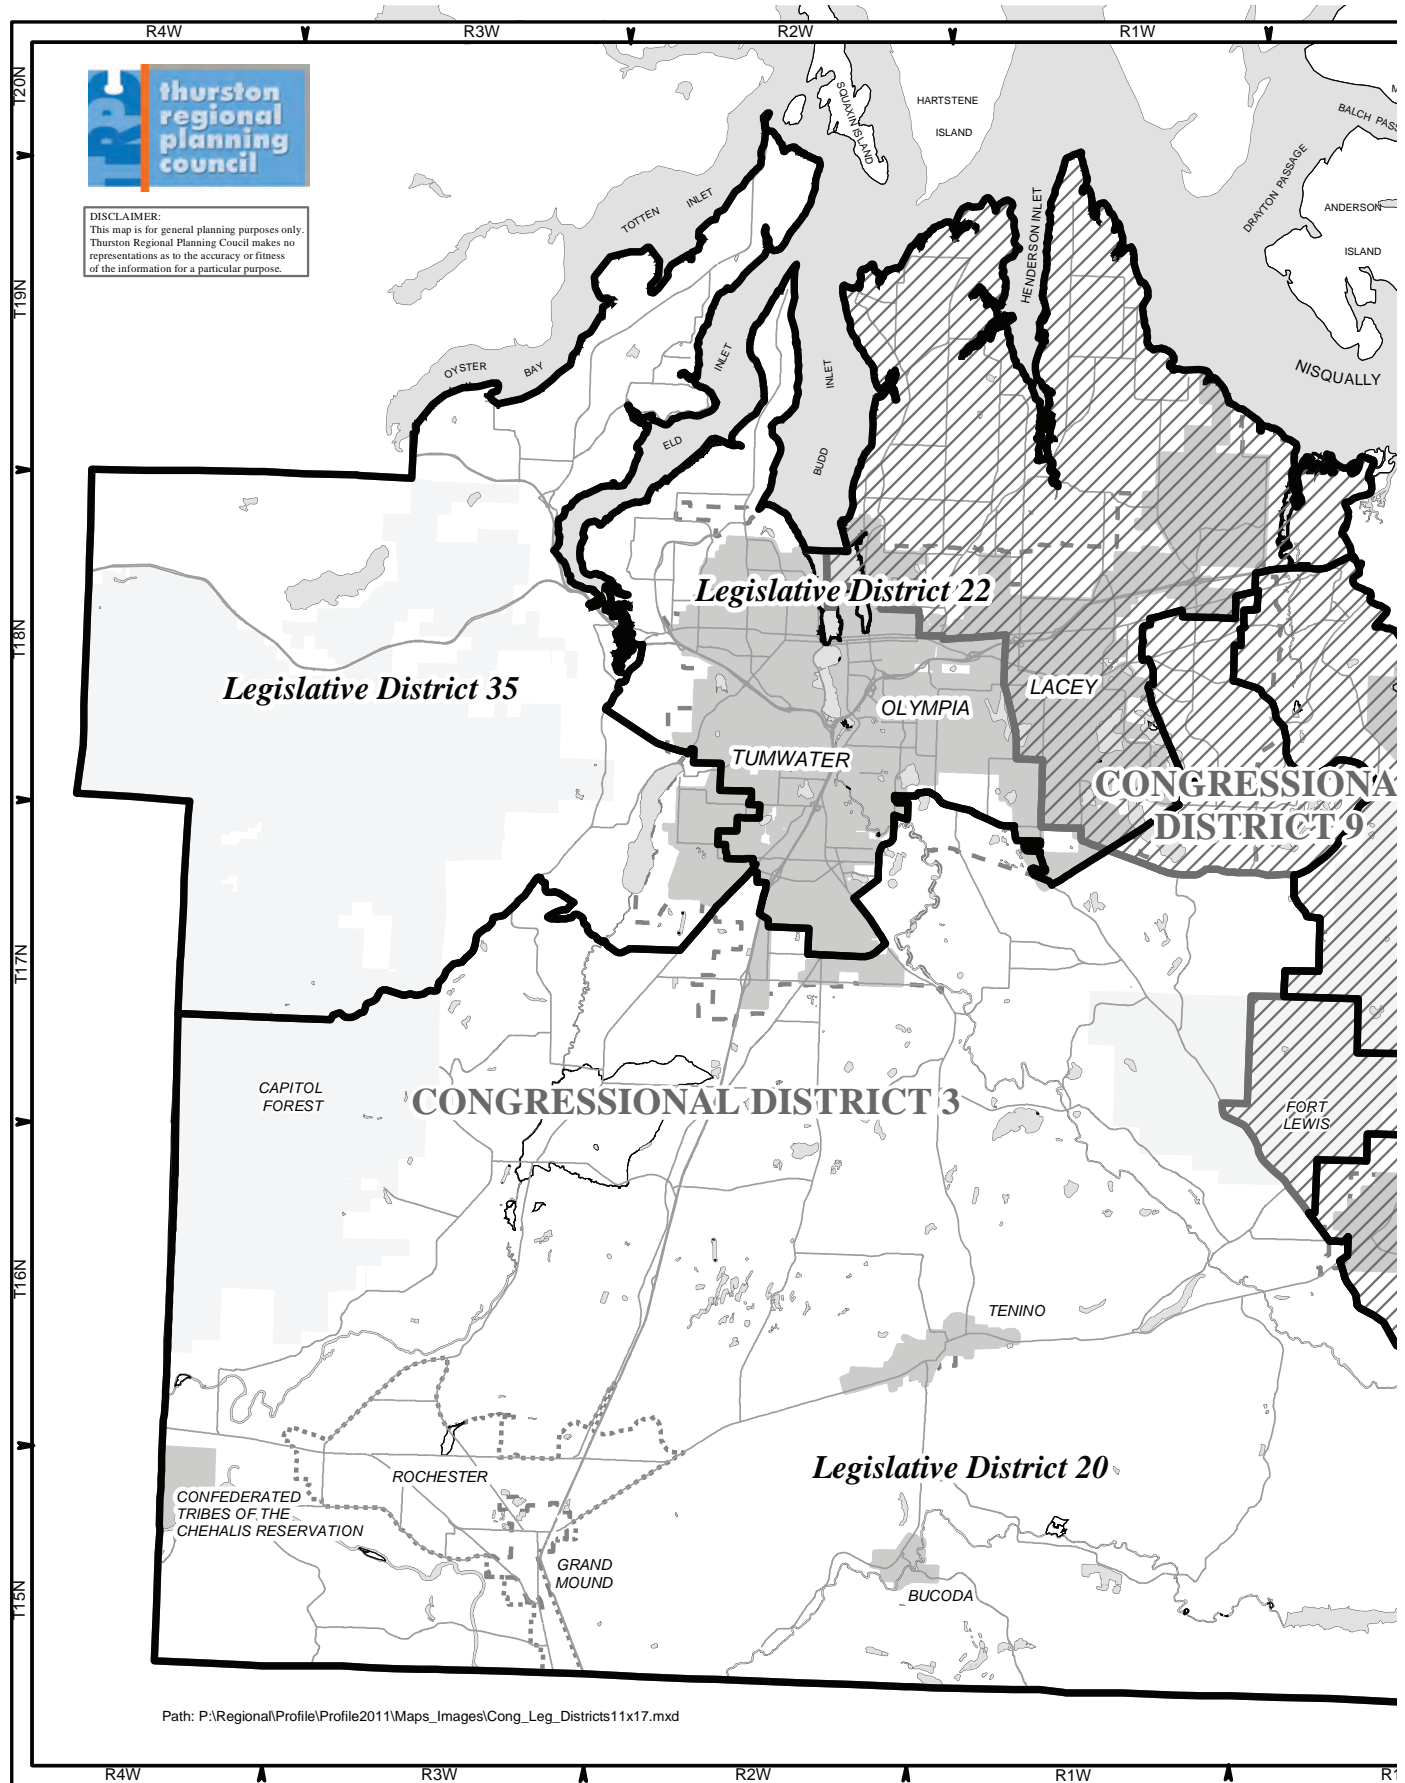 R4W
R3W
R2W
R1W
T20N
T19N
T18N
T17N
T16N
T15N
TRPC
thurston
regional
planning
council
DISCLAIMER:
This map is for general planning purposes only.
Thurston Regional Planning Coucil makes no
representations as to the accuracy or fitness
of the information for a particular purpose.
SQUAXIN ISLAND
HARTSTENE
ISLAND
BALCH PASS
DRAYTON PASSAGE
ANDERSON
ISLAND
TOTTEN INLET
HENDERSON INLET
OYSTER BAY
INLET
ELD
INLET
BUDD
NISQUALLY
Legislative District 22
Legislative District 35
LACEY
OLYMPIA
TUMWATER
CONGRESSIONA
DISTRICT 9
CAPITOL
FOREST
CONGRESSIONAL DISTRICT 3
FORT
LEWIS
TENINO
Legislative District 20
ROCHESTER
CONFEDERATED
TRIBES OF THE
CHEHALIS RESERVATION
GRAND
MOUND
BUCODA
Path: P:\Regional\Profile\Profile2011\Maps_Images\Cong_Leg_Districts11x17.mxd
R4W
R3W
R2W
R1W
R1